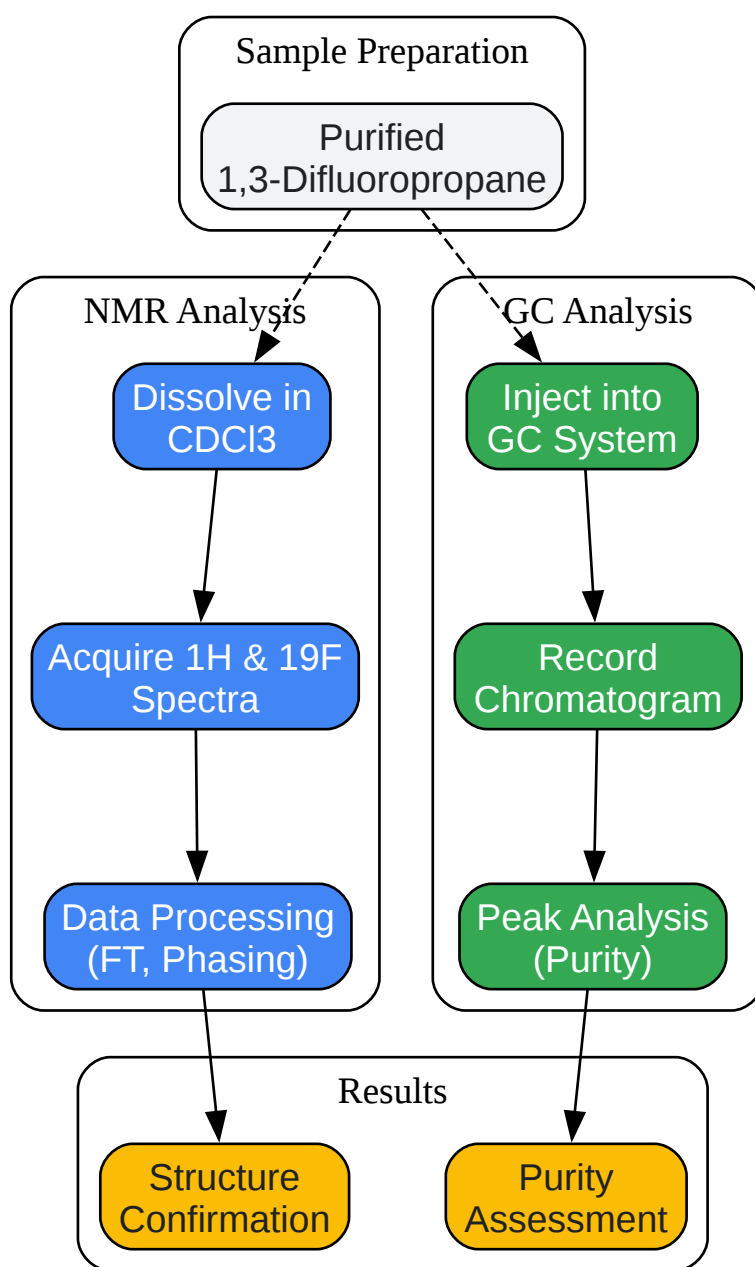 Sample Preparation
Purified
1,3-Difluoropropane
NMR Analysis
Dissolve in
CDCl3
Acquire 1H & 19F
Spectra
Data Processing
(FT, Phasing)
GC Analysis
Inject into
GC System
Record
Chromatogram
Peak Analysis
(Purity)
Results
Structure
Confirmation
Purity
Assessment